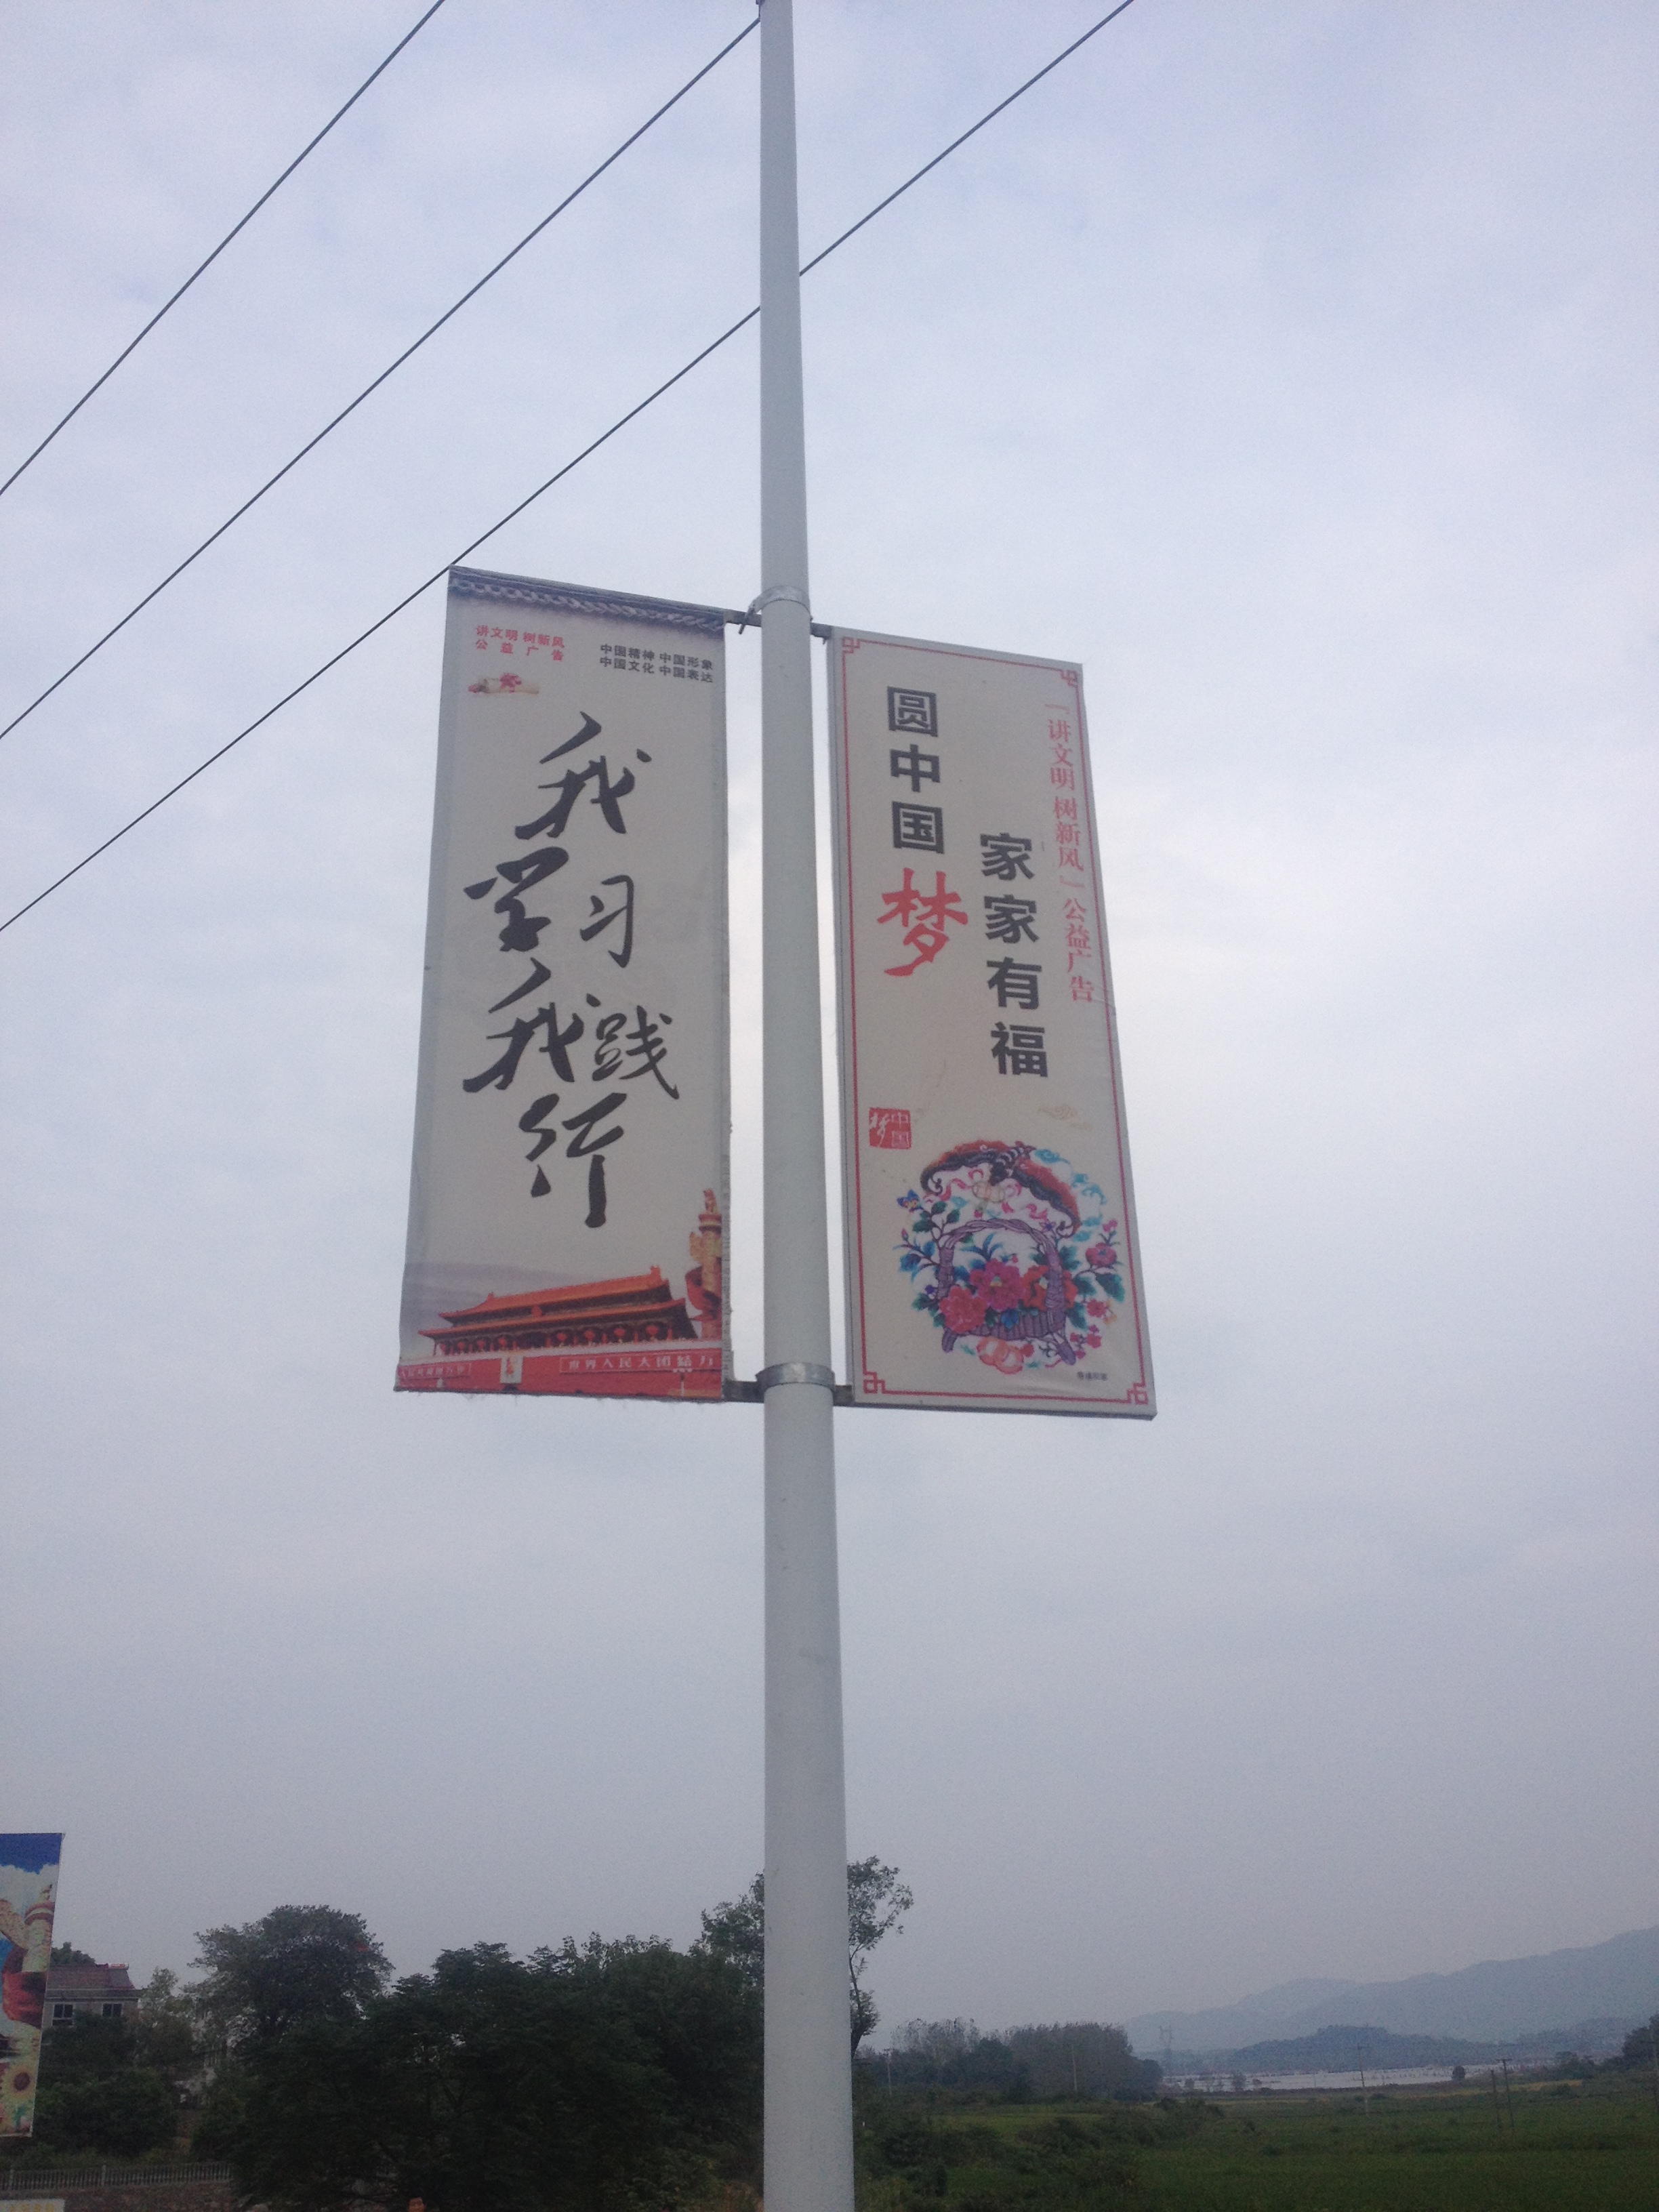 讲文明 树新风
公益广告
中国精神 中国形象
中国文化 中国表达
我
学习
我践
行
世界人民大团结万
「讲文明 树新风」公益广告
家家有福
圆中国梦
中国梦